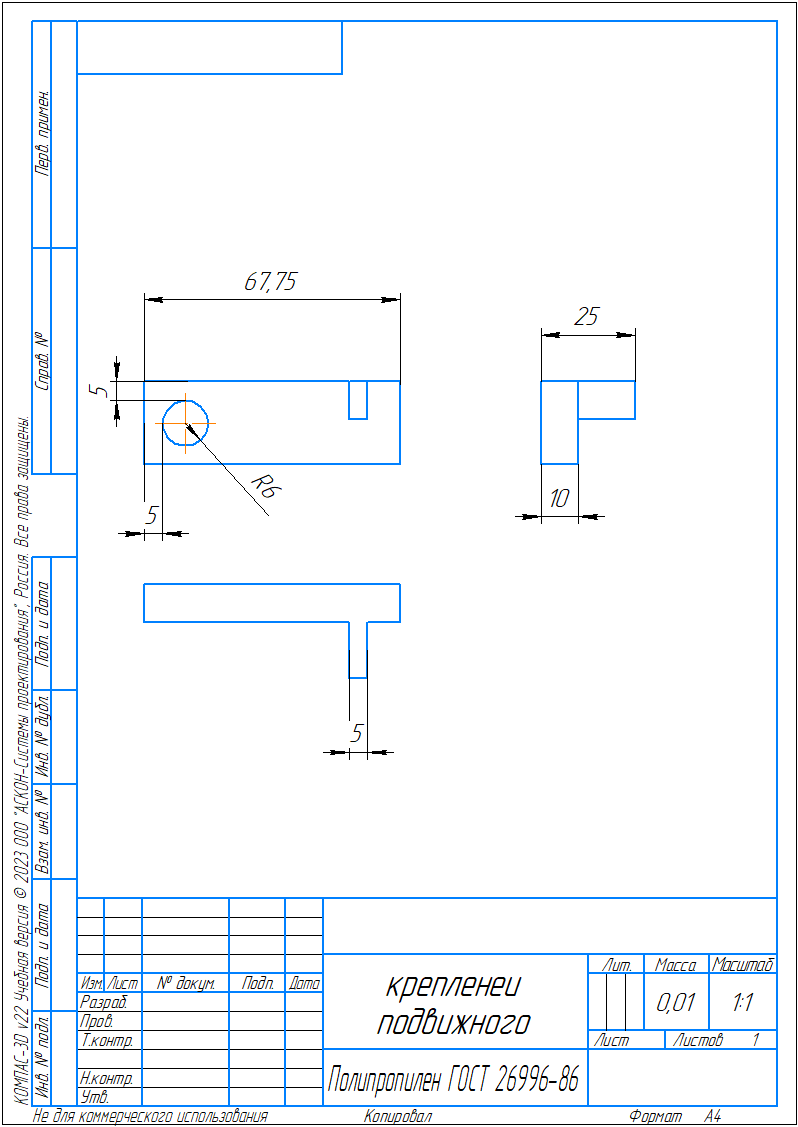 67,75
25
5
R6
5
10
5
Перв. примен.
Справ. №
Подп. и дата
Инв. № дубл.
Взам. инв. №
Подп. и дата
Инв. № подл.
КОМПАС-3D v22 Учебная версия © 2023 ООО "АСКОН-Системы проектирования", Россия. Все права защищены.
Изм. Лист № докум. Подп. Дата
Разраб.
Пров.
Т.контр.
Н.контр.
Утв.
крепленеи
подвижного
Полипропилен ГОСТ 26996-86
Лит. Масса Масштаб
0,01 1:1
Лист Листов 1
Не для коммерческого использования Копировал Формат А4